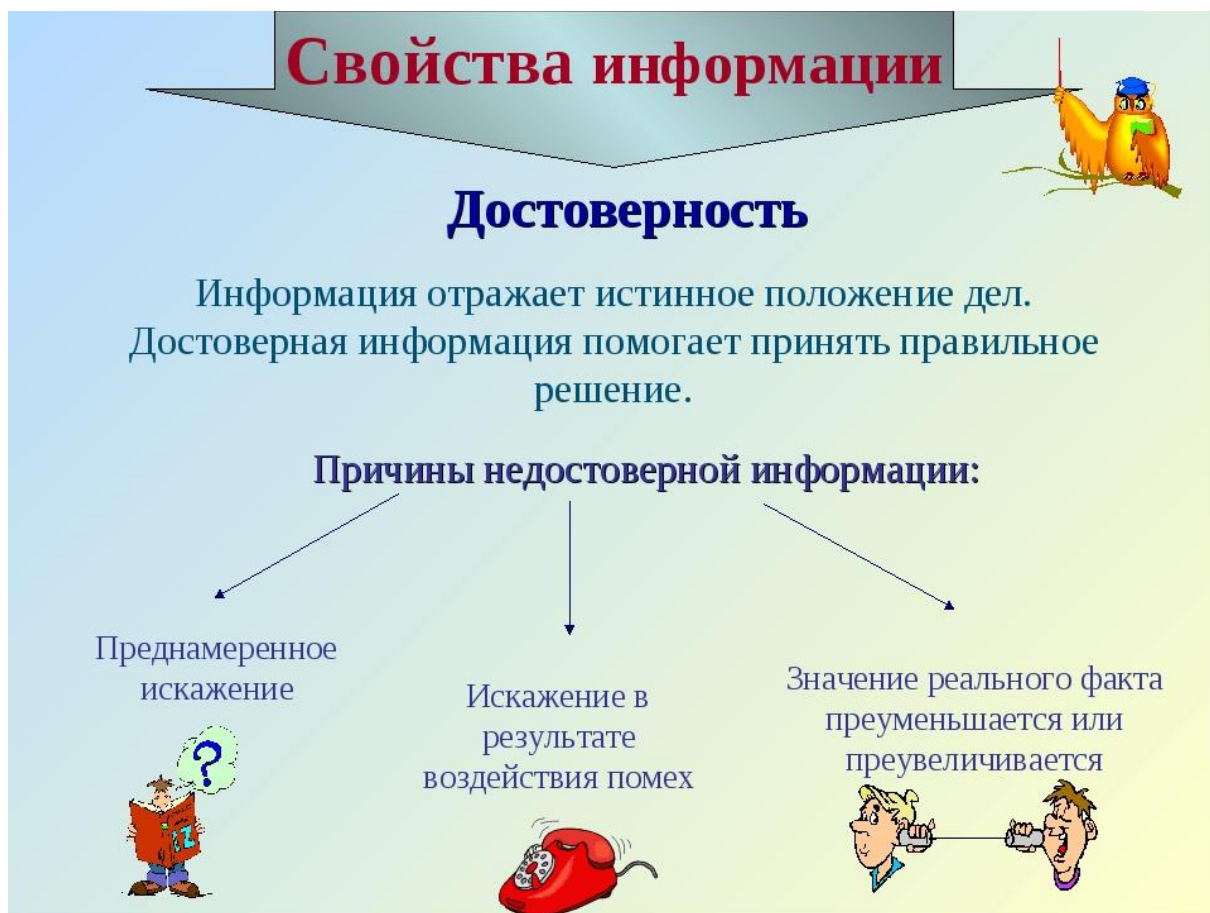 Свойства информации
Достоверность
Информация отражает истинное положение дел.
Достоверная информация помогает принять правильное
решение.
Причины недостоверной информации:
Преднамеренное
искажение
Искажение в
результате
воздействия помех
Значение реального факта
преуменьшается или
преувеличивается
?